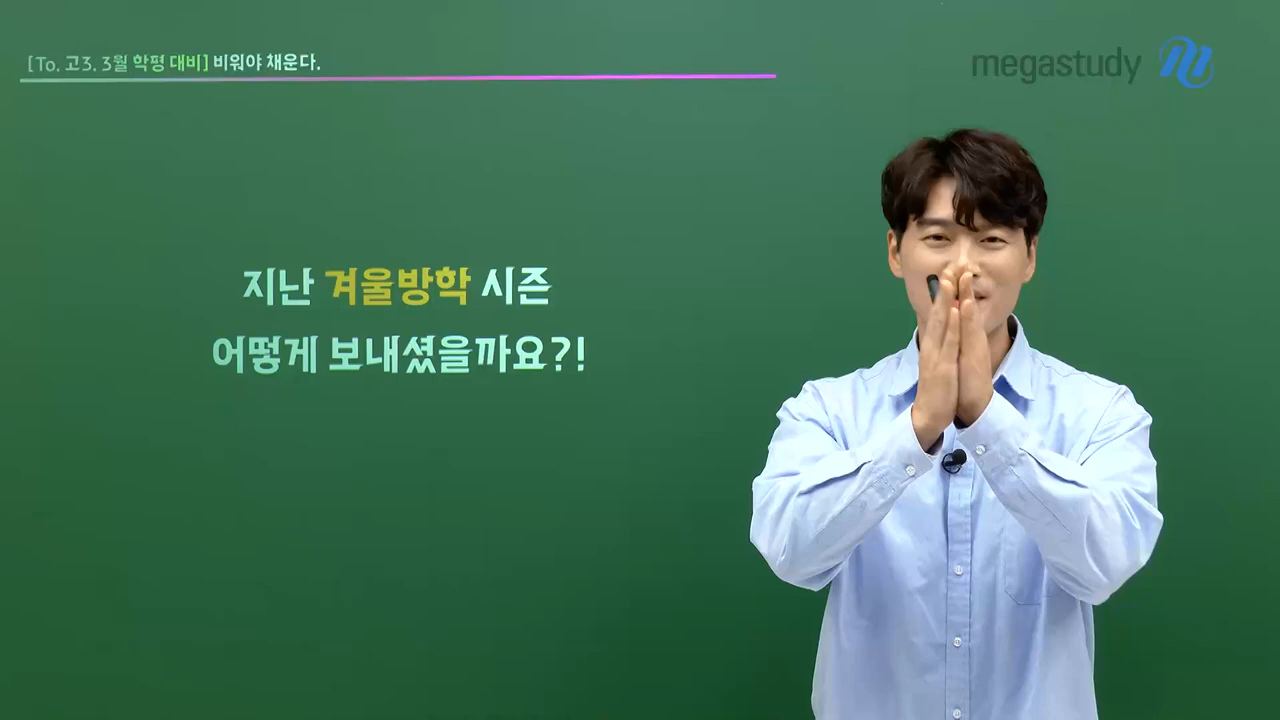 [To. 고3. 3월 학평 대비] 비워야 채운다.
megastudy
지난 겨울방학 시즌
어떻게 보내셨을까요?!